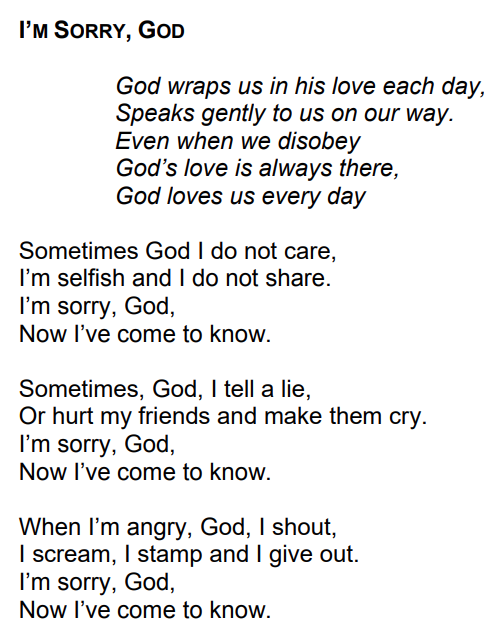 I’M SORRY, GOD
God wraps us in his love each day,
Speaks gently to us on our way.
Even when we disobey
God’s love is always there,
God loves us every day
Sometimes God I do not care,
I’m selfish and I do not share.
I’m sorry, God,
Now I’ve come to know.
Sometimes, God, I tell a lie,
Or hurt my friends and make them cry.
I’m sorry, God,
Now I’ve come to know.
When I’m angry, God, I shout,
I scream, I stamp and I give out.
I’m sorry, God,
Now I’ve come to know.